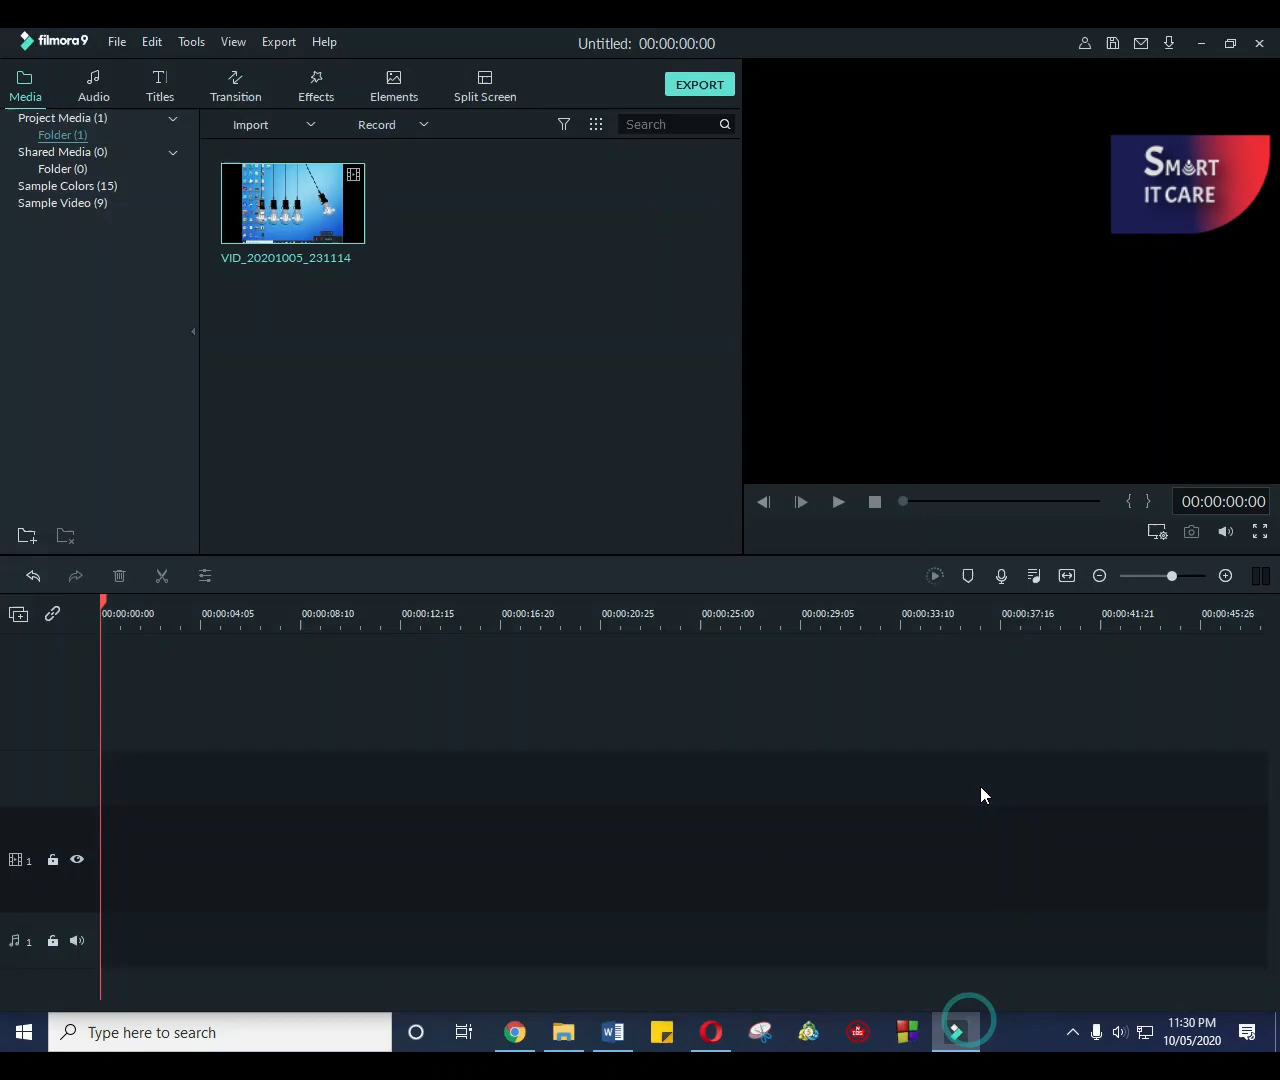 filmora9 File Edit Tools View Export Help Untitled: 00:00:00:00
Media Audio Titles Transition Effects Elements Split Screen EXPORT
Project Media (1)
Folder (1)
Shared Media (0)
Folder (0)
Sample Colors (15)
Sample Video (9)
Import Record Search
VID_20201005_231114
SMART
IT CARE
{ } 00:00:00:00
00:00:00:00 00:00:04:05 00:00:08:10 00:00:12:15 00:00:16:20 00:00:20:25 00:00:25:00 00:00:29:05 00:00:33:10 00:00:37:16 00:00:41:21 00:00:45:26
1
1
Type here to search
11:30 PM
10/05/2020